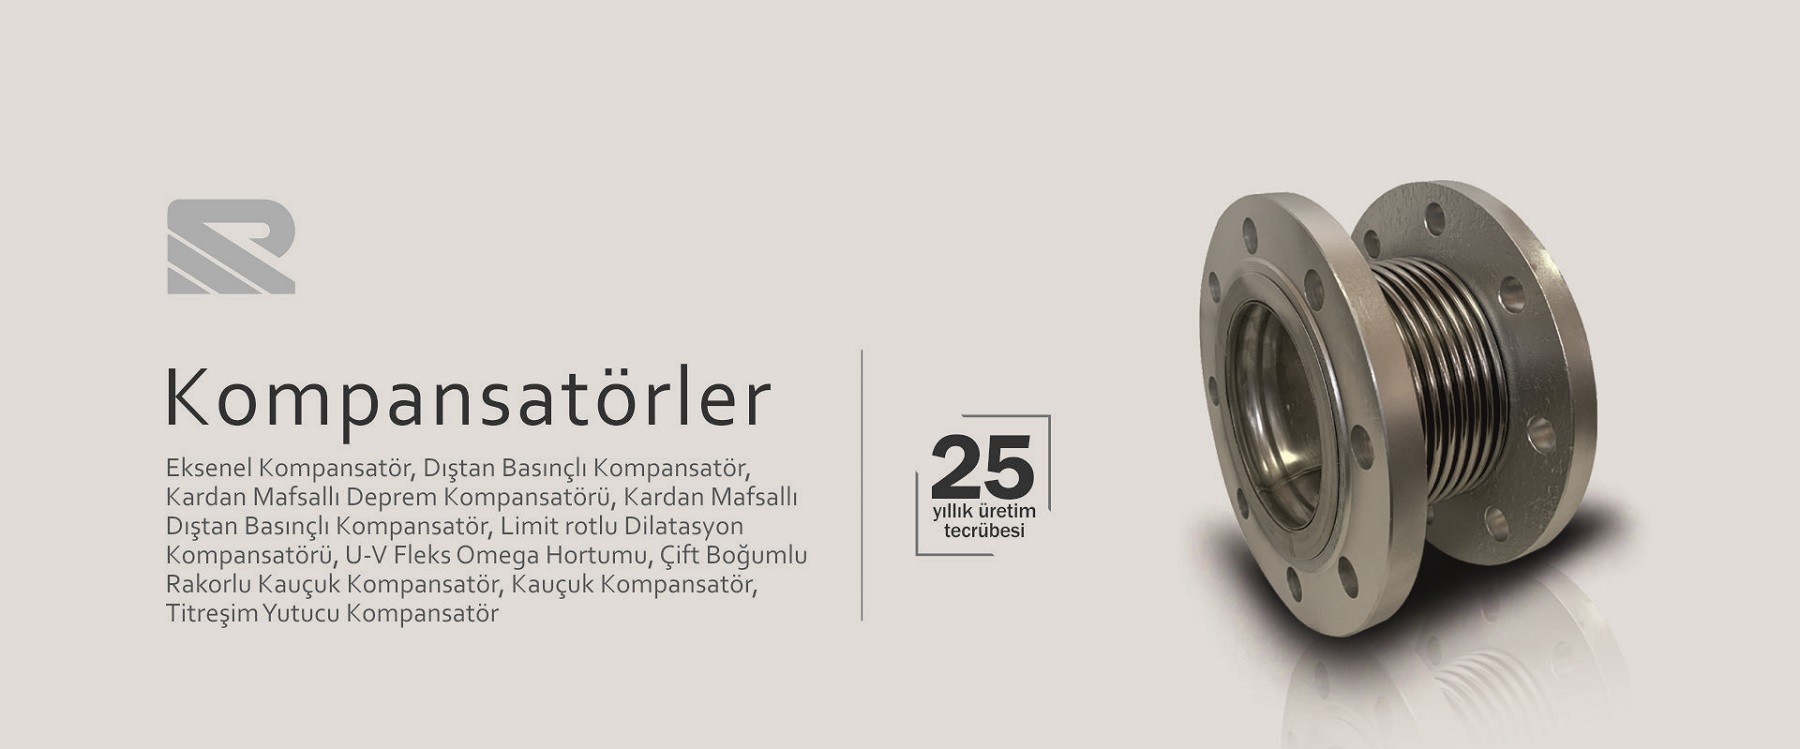 Kompansatörler
Eksenel Kompansatör, Dıştan Basınçlı Kompansatör,
Kardan Mafsallı Deprem Kompansatörü, Kardan Mafsallı
Dıştan Basınçlı Kompansatör, Limit rotlu Dilatasyon
Kompansatörü, U-V Fleks Omega Hortumu, Çift Boğumlu
Rakorlu Kauçuk Kompansatör, Kauçuk Kompansatör,
Titreşim Yutucu Kompansatör
25
yıllık üretim
tecrübesi